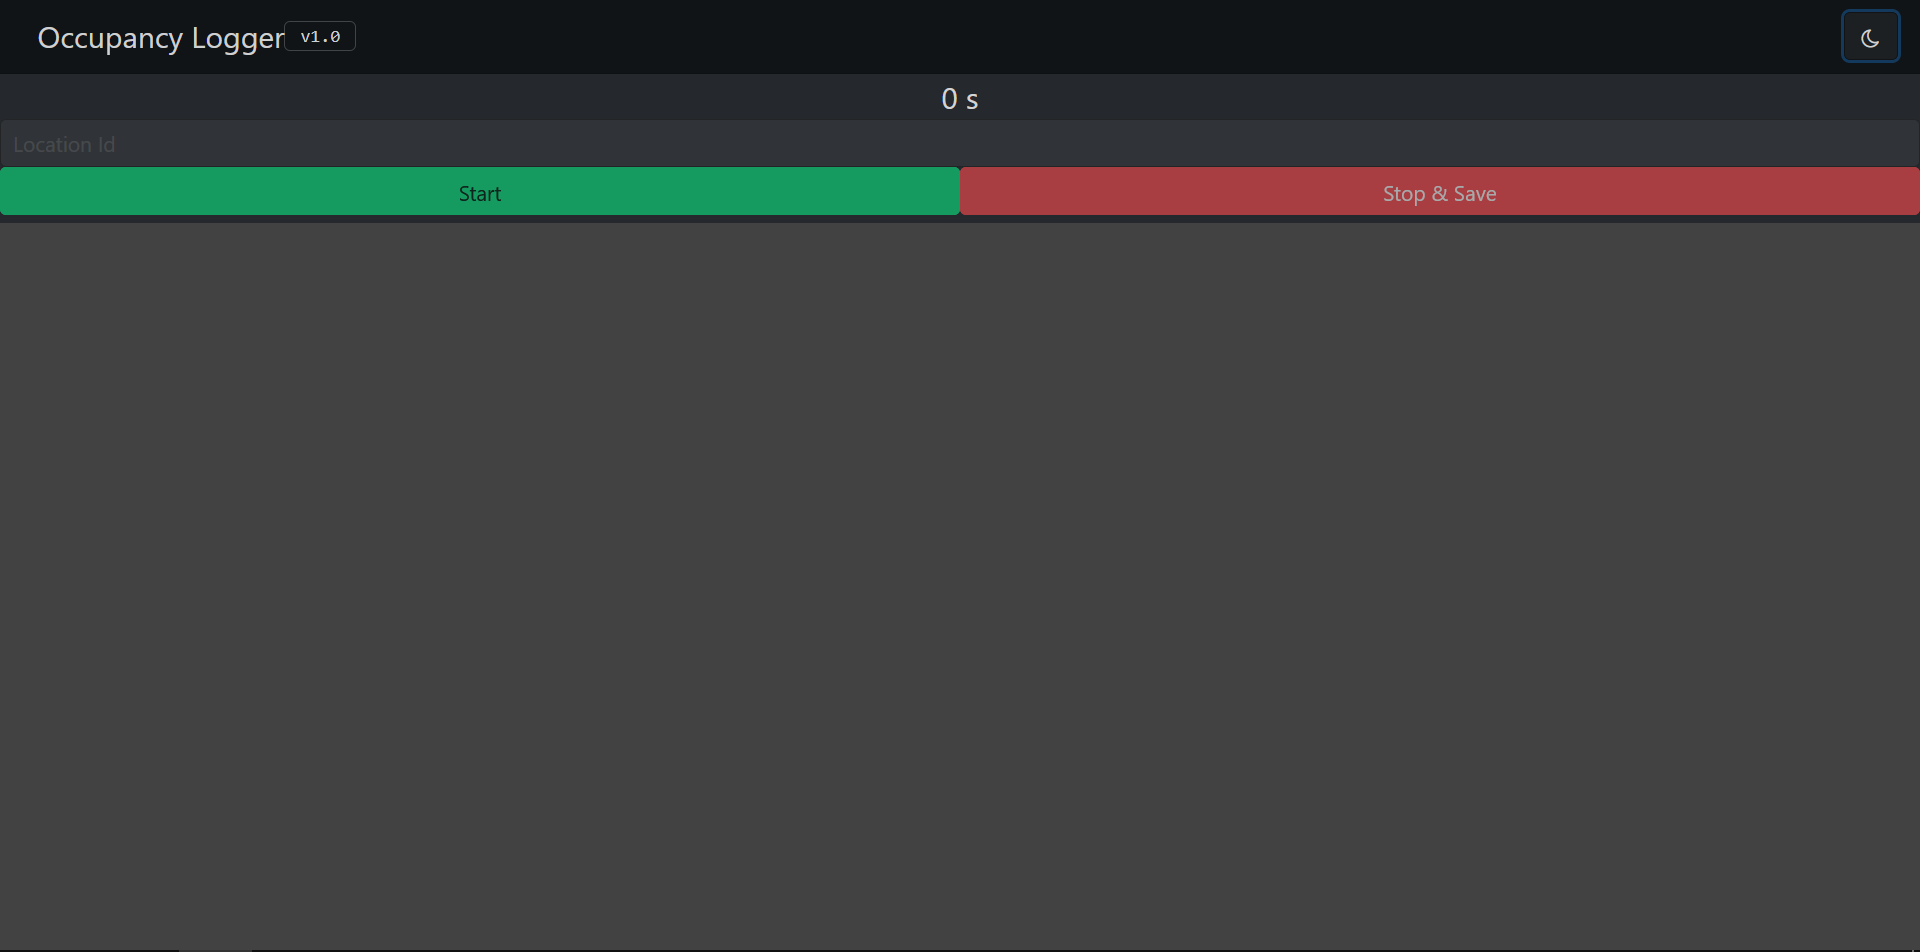 Occupancy Logger v1.0
0 s
Location Id
Start Stop & Save